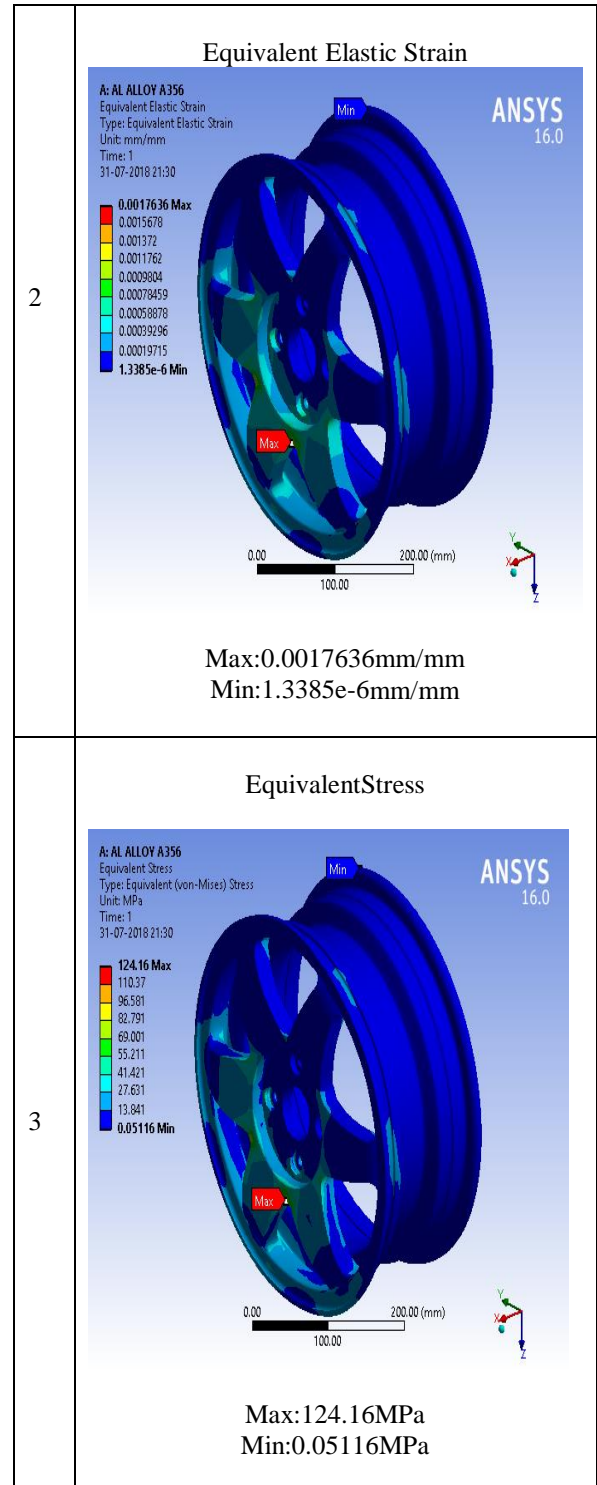 2
Equivalent Elastic Strain
A: AL ALLOY A356
Equivalent Elastic Strain
Type: Equivalent Elastic Strain
Unit: mm/mm
Time: 1
31-07-2018 21:30
0.0017636 Max
0.0015678
0.001372
0.0011762
0.0009804
0.00078459
0.00058878
0.00039296
0.00019715
1.3385e-6 Min
Min
ANSYS
16.0
Max
0.00
200.00 (mm)
100.00
Y
X
Z
Max:0.0017636mm/mm
Min:1.3385e-6mm/mm
3
EquivalentStress
A: AL ALLOY A356
Equivalent Stress
Type: Equivalent (von-Mises) Stress
Unit: MPa
Time: 1
31-07-2018 21:30
124.16 Max
110.37
96.581
82.791
69.001
55.211
41.421
27.631
13.841
0.05116 Min
Min
ANSYS
16.0
Max
0.00
200.00 (mm)
100.00
Y
X
Z
Max:124.16MPa
Min:0.05116MPa